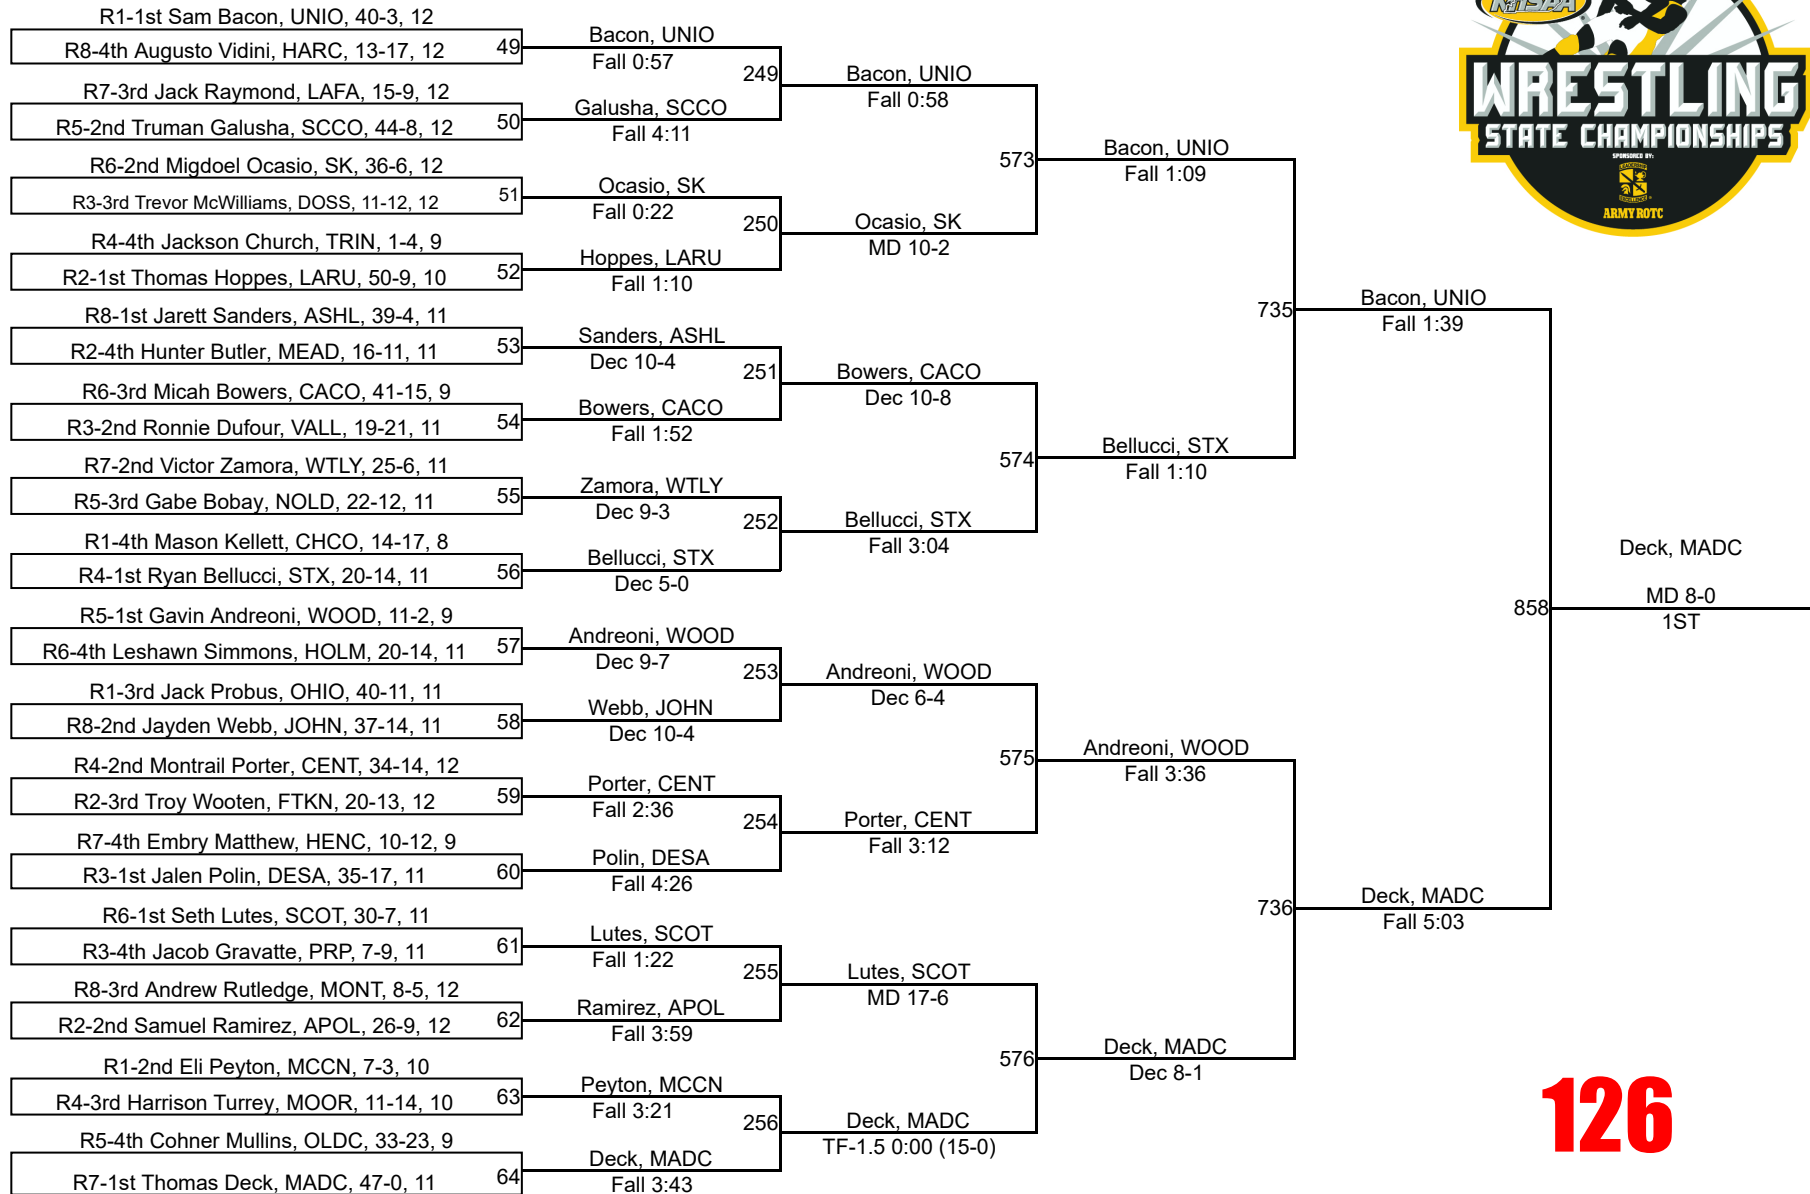 R1-1st Sam Bacon, UNIO, 40-3, 12
R8-4th Augusto Vidini, HARC, 13-17, 12
49
R7-3rd Jack Raymond, LAFA, 15-9, 12
R5-2nd Truman Galusha, SCCO, 44-8, 12
50
R6-2nd Migdoel Ocasio, SK, 36-6, 12
R3-3rd Trevor McWilliams, DOSS, 11-12, 12
51
R4-4th Jackson Church, TRIN, 1-4, 9
R2-1st Thomas Hoppes, LARU, 50-9, 10
52
R8-1st Jarett Sanders, ASHL, 39-4, 11
R2-4th Hunter Butler, MEAD, 16-11, 11
53
R6-3rd Micah Bowers, CACO, 41-15, 9
R3-2nd Ronnie Dufour, VALL, 19-21, 11
54
R7-2nd Victor Zamora, WTLY, 25-6, 11
R5-3rd Gabe Bobay, NOLD, 22-12, 11
55
R1-4th Mason Kellett, CHCO, 14-17, 8
R4-1st Ryan Bellucci, STX, 20-14, 11
56
R5-1st Gavin Andreoni, WOOD, 11-2, 9
R6-4th Leshawn Simmons, HOLM, 20-14, 11
57
R1-3rd Jack Probus, OHIO, 40-11, 11
R8-2nd Jayden Webb, JOHN, 37-14, 11
58
R4-2nd Montrail Porter, CENT, 34-14, 12
R2-3rd Troy Wooten, FTKN, 20-13, 12
59
R7-4th Embry Matthew, HENC, 10-12, 9
R3-1st Jalen Polin, DESA, 35-17, 11
60
R6-1st Seth Lutes, SCOT, 30-7, 11
R3-4th Jacob Gravatte, PRP, 7-9, 11
61
R8-3rd Andrew Rutledge, MONT, 8-5, 12
R2-2nd Samuel Ramirez, APOL, 26-9, 12
62
R1-2nd Eli Peyton, MCCN, 7-3, 10
R4-3rd Harrison Turrey, MOOR, 11-14, 10
63
R5-4th Cohner Mullins, OLDC, 33-23, 9
R7-1st Thomas Deck, MADC, 47-0, 11
64
Bacon, UNIO
Fall 0:57
249
Galusha, SCCO
Fall 4:11
Ocasio, SK
Fall 0:22
250
Hoppes, LARU
Fall 1:10
Sanders, ASHL
Dec 10-4
251
Bowers, CACO
Fall 1:52
Zamora, WTLY
Dec 9-3
252
Bellucci, STX
Dec 5-0
Andreoni, WOOD
Dec 9-7
253
Webb, JOHN
Dec 10-4
Porter, CENT
Fall 2:36
254
Polin, DESA
Fall 4:26
Lutes, SCOT
Fall 1:22
255
Ramirez, APOL
Fall 3:59
Peyton, MCCN
Fall 3:21
256
Deck, MADC
Fall 3:43
Bacon, UNIO
Fall 0:58
573
Ocasio, SK
MD 10-2
Bowers, CACO
Dec 10-8
574
Bellucci, STX
Fall 3:04
Andreoni, WOOD
Dec 6-4
575
Porter, CENT
Fall 3:12
Lutes, SCOT
MD 17-6
576
Deck, MADC
TF-1.5 0:00 (15-0)
Bacon, UNIO
Fall 1:09
735
Bellucci, STX
Fall 1:10
Andreoni, WOOD
Fall 3:36
736
Deck, MADC
Dec 8-1
Bacon, UNIO
Fall 1:39
858
Deck, MADC
Fall 5:03
Deck, MADC
MD 8-0
1ST
WRESTLING
STATE CHAMPIONSHIPS
SPONSORED BY:
ARMY ROTC
126